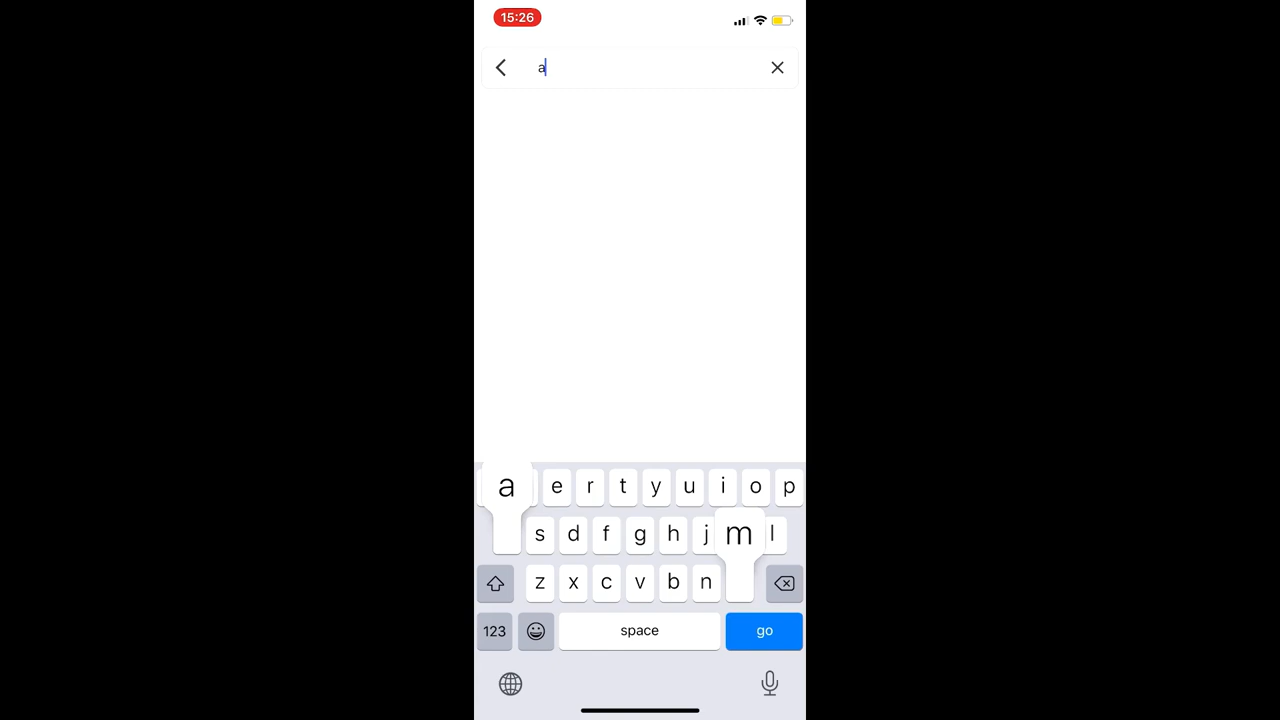 15:26
a
a e r t y u i o p
s d f g h j m l
z x c v b n
123 space go